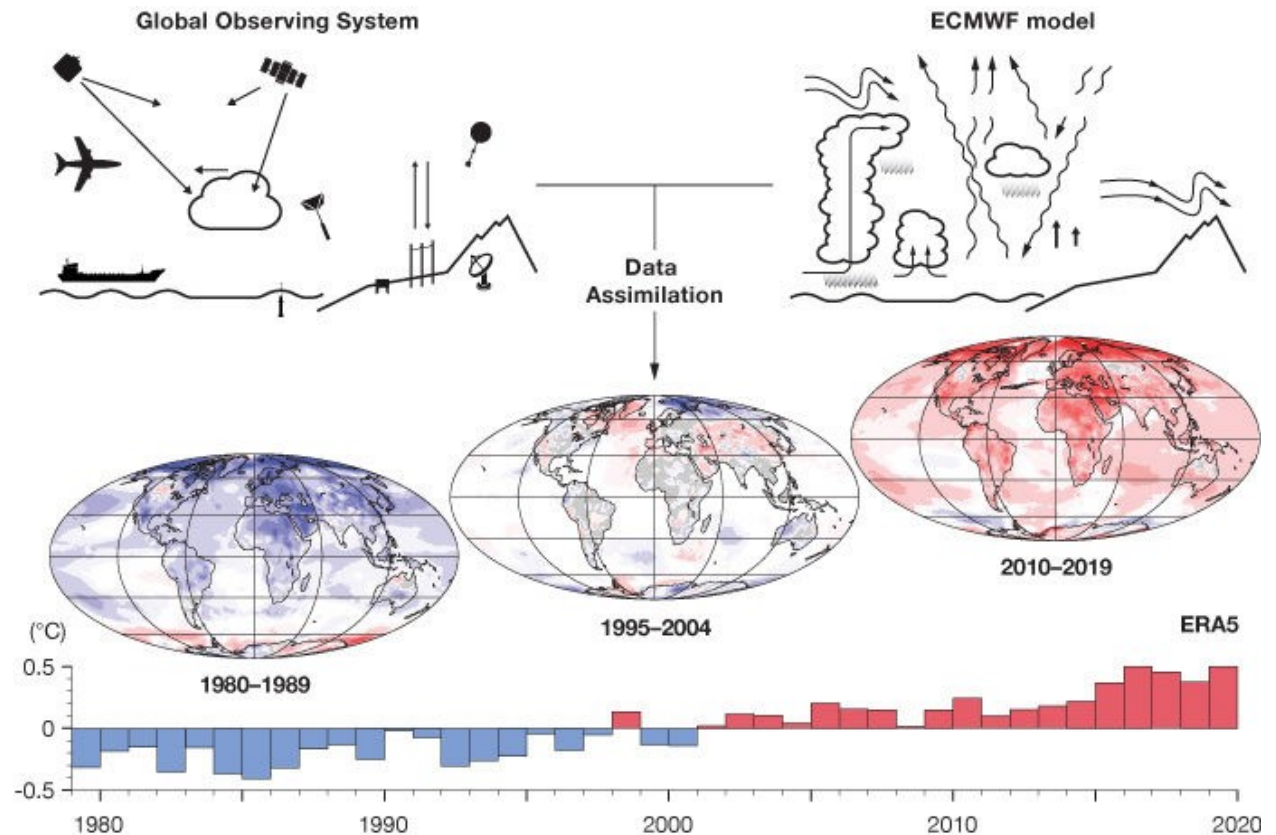 Global Observing System
ECMWF model
Data
Assimilation
2010–2019
1995–2004
1980–1989
ERA5
(°C)
0.5
0
-0.5
1980
1990
2000
2010
2020